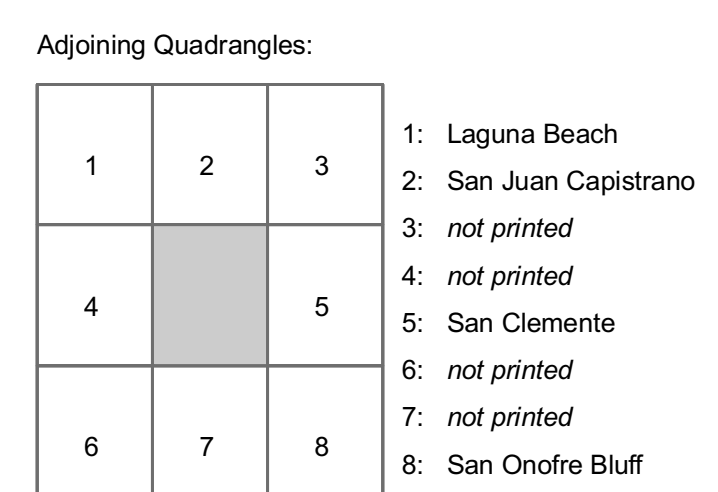 Adjoining Quadrangles:
1 2 3
4 5
6 7 8
1: Laguna Beach
2: San Juan Capistrano
3: not printed
4: not printed
5: San Clemente
6: not printed
7: not printed
8: San Onofre Bluff